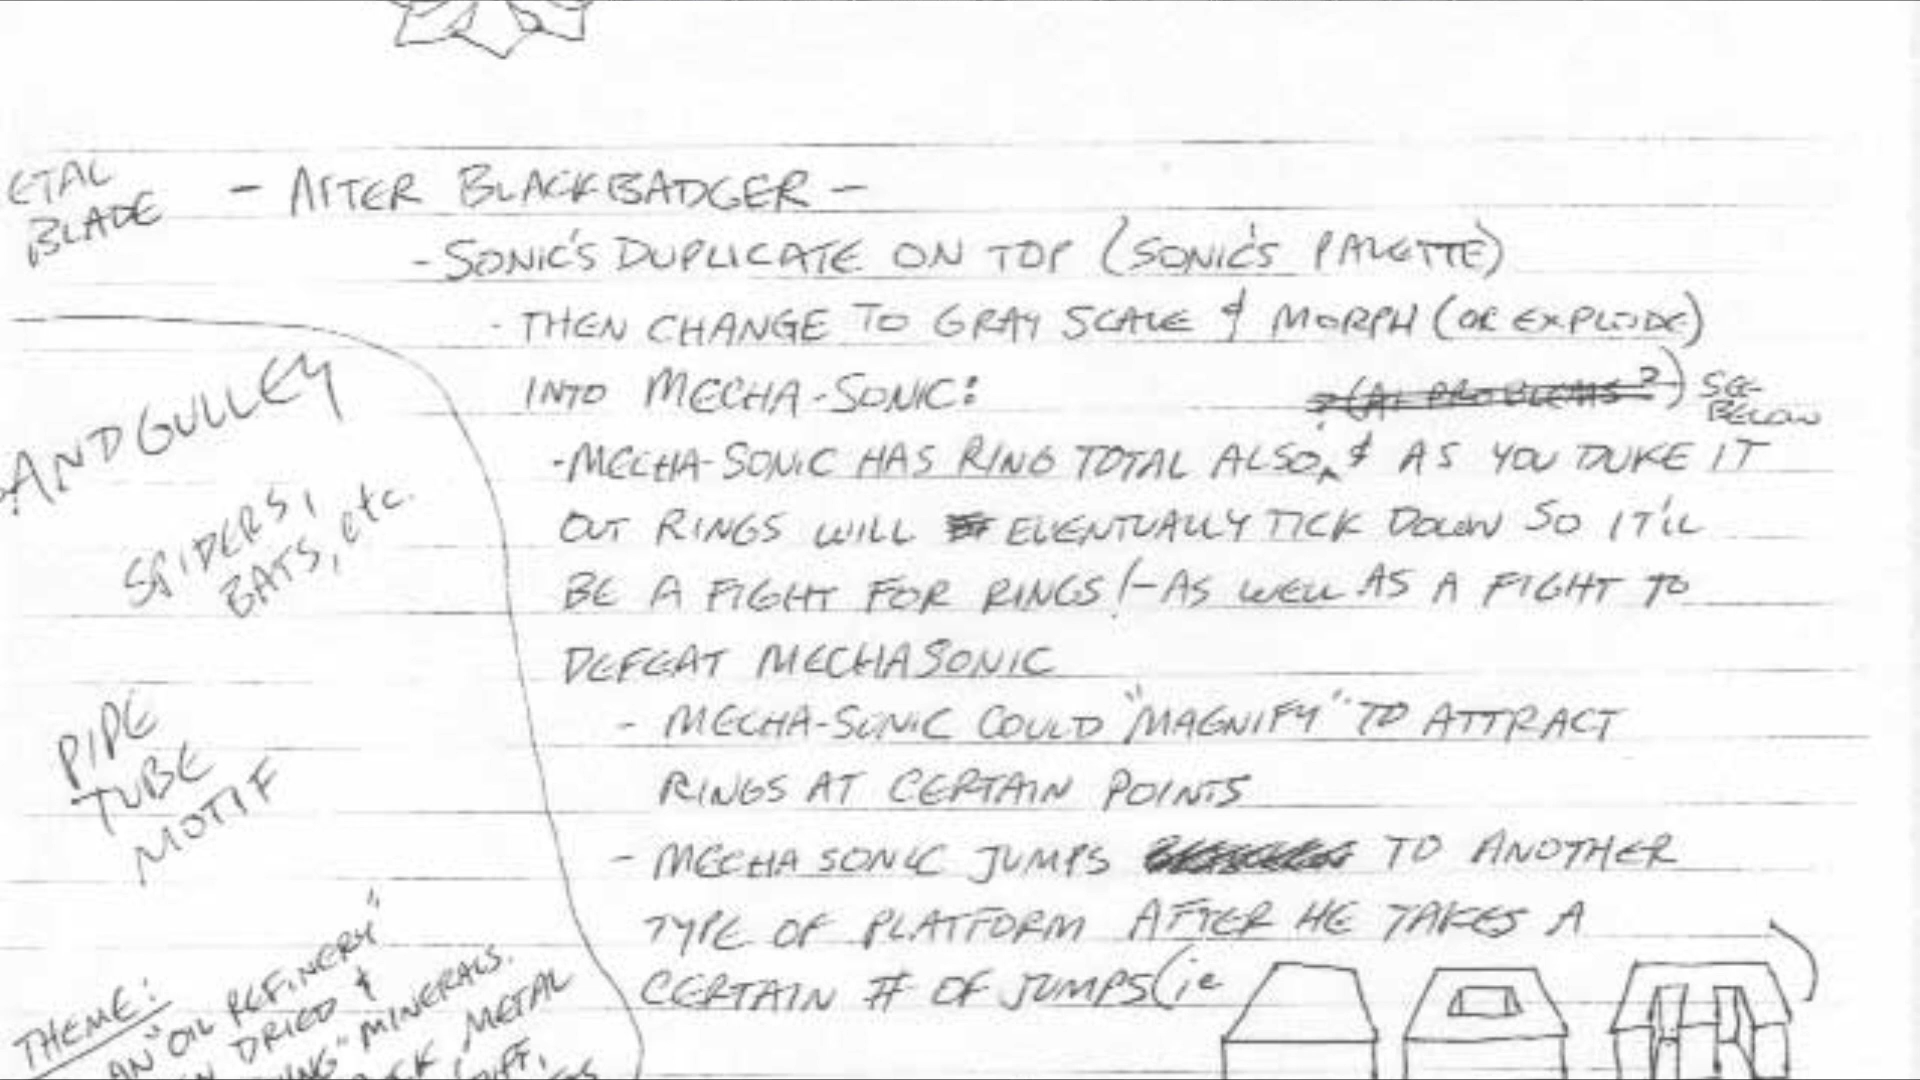 - AFTER BLACKBADGER -
- SONIC'S DUPLICATE ON TOP (SONIC'S PALETTE)
- THEN CHANGE TO GRAY SCALE & MORPH (OR EXPLODE)
INTO MECHA-SONIC: ? (AI PROBLEMS?) SEE
BELOW
- MECHA-SONIC HAS RING TOTAL ALSO, & AS YOU DUKE IT
OUT RINGS WILL EVENTUALLY TICK DOWN SO IT'LL
BE A FIGHT FOR RINGS! - AS WELL AS A FIGHT TO
DEFEAT MECHASONIC
- MECHA-SONIC COULD "MAGNIFY" TO ATTRACT
RINGS AT CERTAIN POINTS
- MECHA SONIC JUMPS TO ANOTHER
TYPE OF PLATFORM AFTER HE TAKES A
CERTAIN # OF JUMPS (ie
ETAL
BLADE
ANDGULLEY
SPIDERS,
BATS, etc.
PIPE
TUBE
MOTIF
THEME:
AN "OIL REFINERY"
DRIED &
MINERALS.
METAL